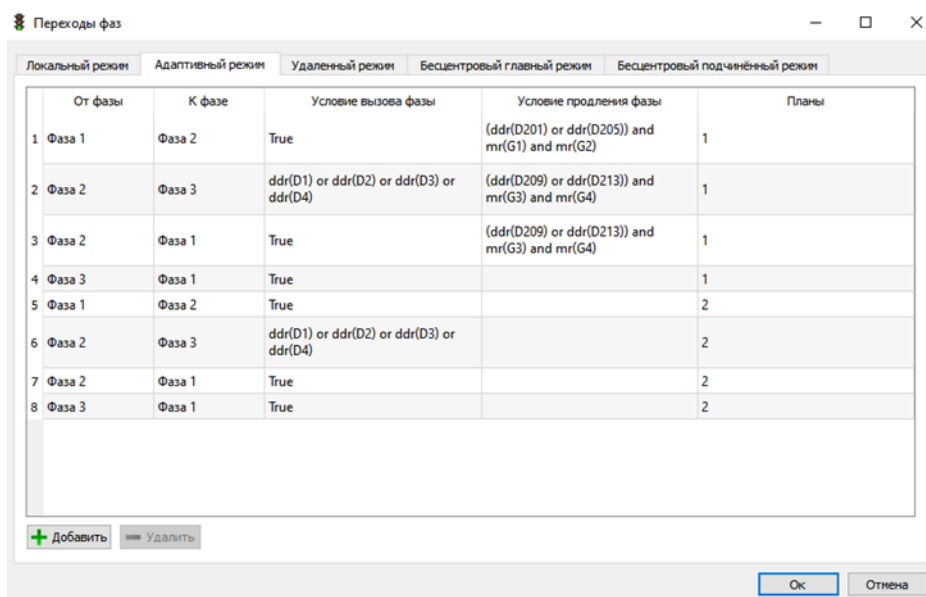 Переходы фаз
Локальный режим Адаптивный режим Удаленный режим Бесцентровый главный режим Бесцентровый подчинённый режим
От фазы К фазе Условие вызова фазы Условие продления фазы Планы
1 Фаза 1 Фаза 2 True (ddr(D201) or ddr(D205)) and 1
mr(G1) and mr(G2)
2 Фаза 2 Фаза 3 ddr(D1) or ddr(D2) or ddr(D3) or (ddr(D209) or ddr(D213)) and 1
ddr(D4) mr(G3) and mr(G4)
3 Фаза 2 Фаза 1 True (ddr(D209) or ddr(D213)) and 1
mr(G3) and mr(G4)
4 Фаза 3 Фаза 1 True 1
5 Фаза 1 Фаза 2 True 2
6 Фаза 2 Фаза 3 ddr(D1) or ddr(D2) or ddr(D3) or 2
ddr(D4)
7 Фаза 2 Фаза 1 True 2
8 Фаза 3 Фаза 1 True 2
Добавить Удалить
Ок Отмена